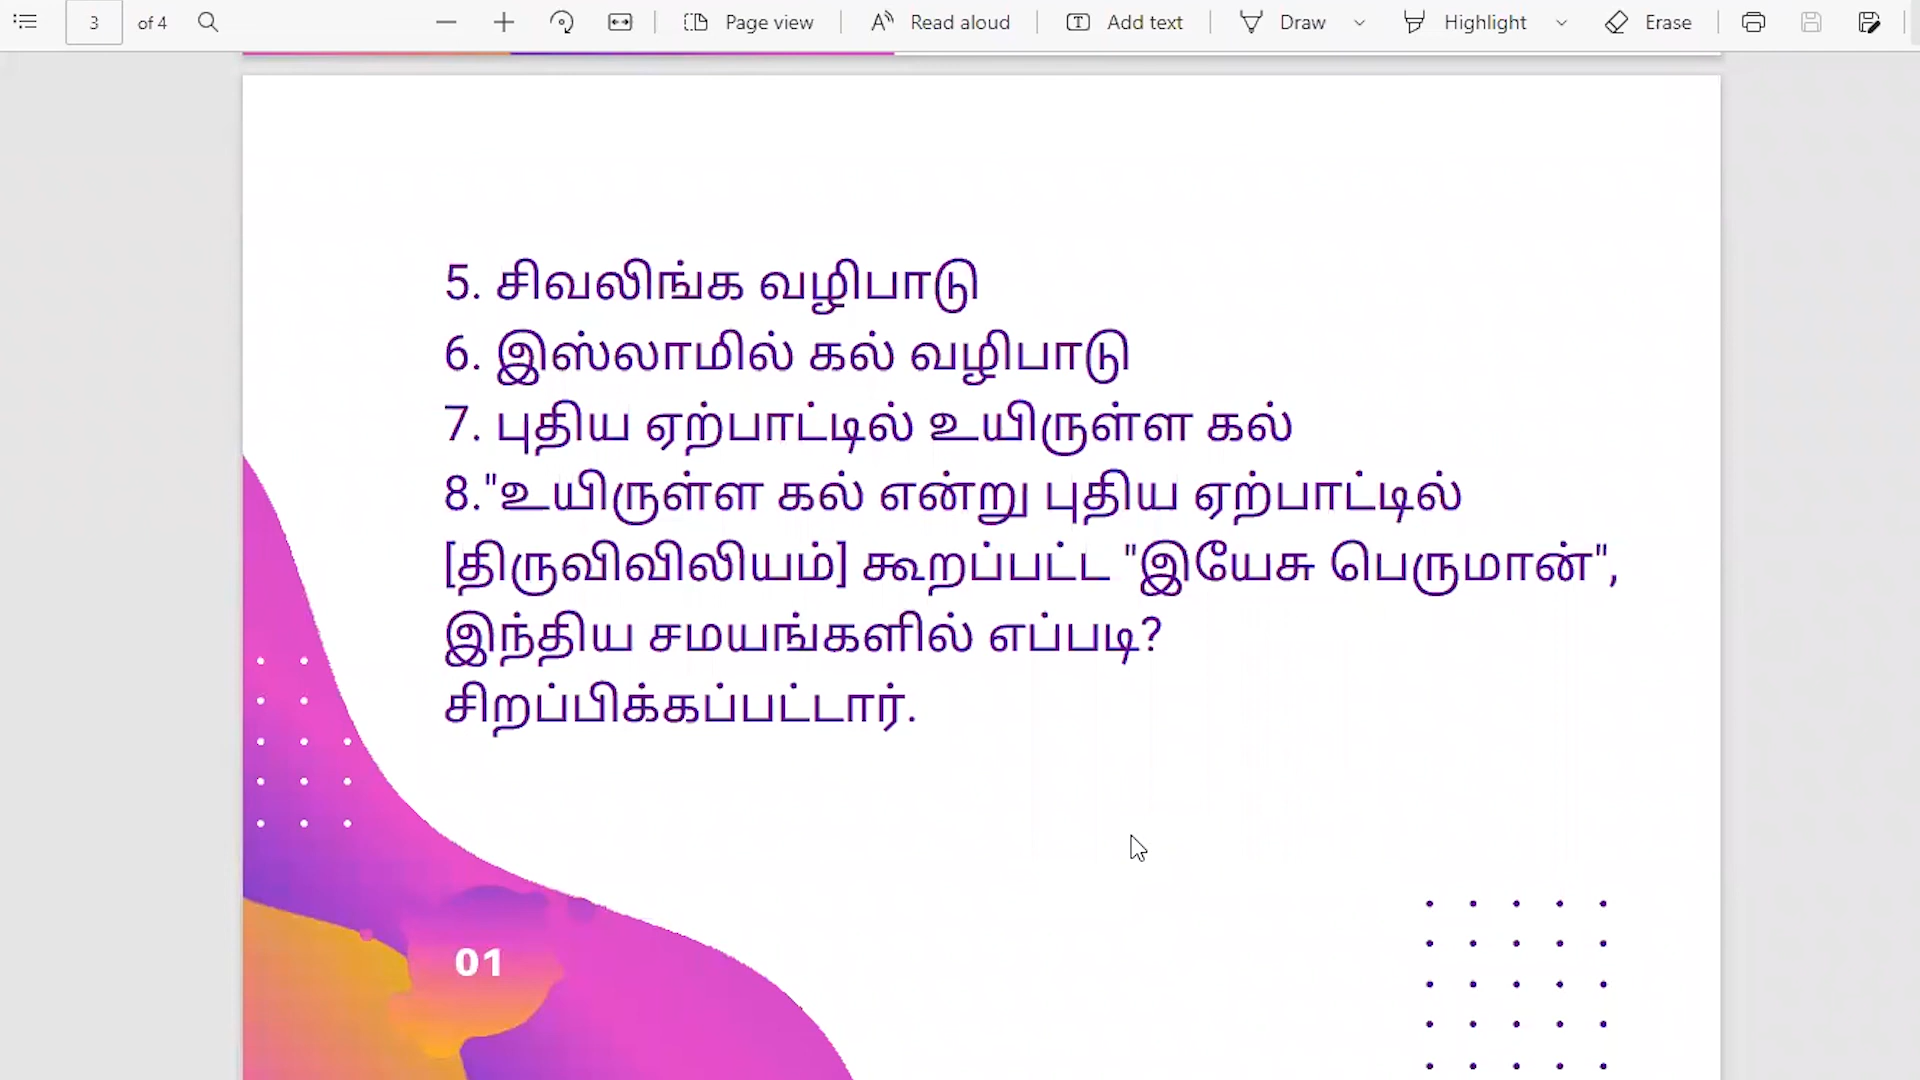 3 of 4 Page view Read aloud Add text Draw Highlight Erase
5. சிவலிங்க வழிபாடு
6. இஸ்லாமில் கல் வழிபாடு
7. புதிய ஏற்பாட்டில் உயிருள்ள கல்
8."உயிருள்ள கல் என்று புதிய ஏற்பாட்டில்
[திருவிவிலியம்] கூறப்பட்ட "இயேசு பெருமான்",
இந்திய சமயங்களில் எப்படி?
சிறப்பிக்கப்பட்டார்.
01